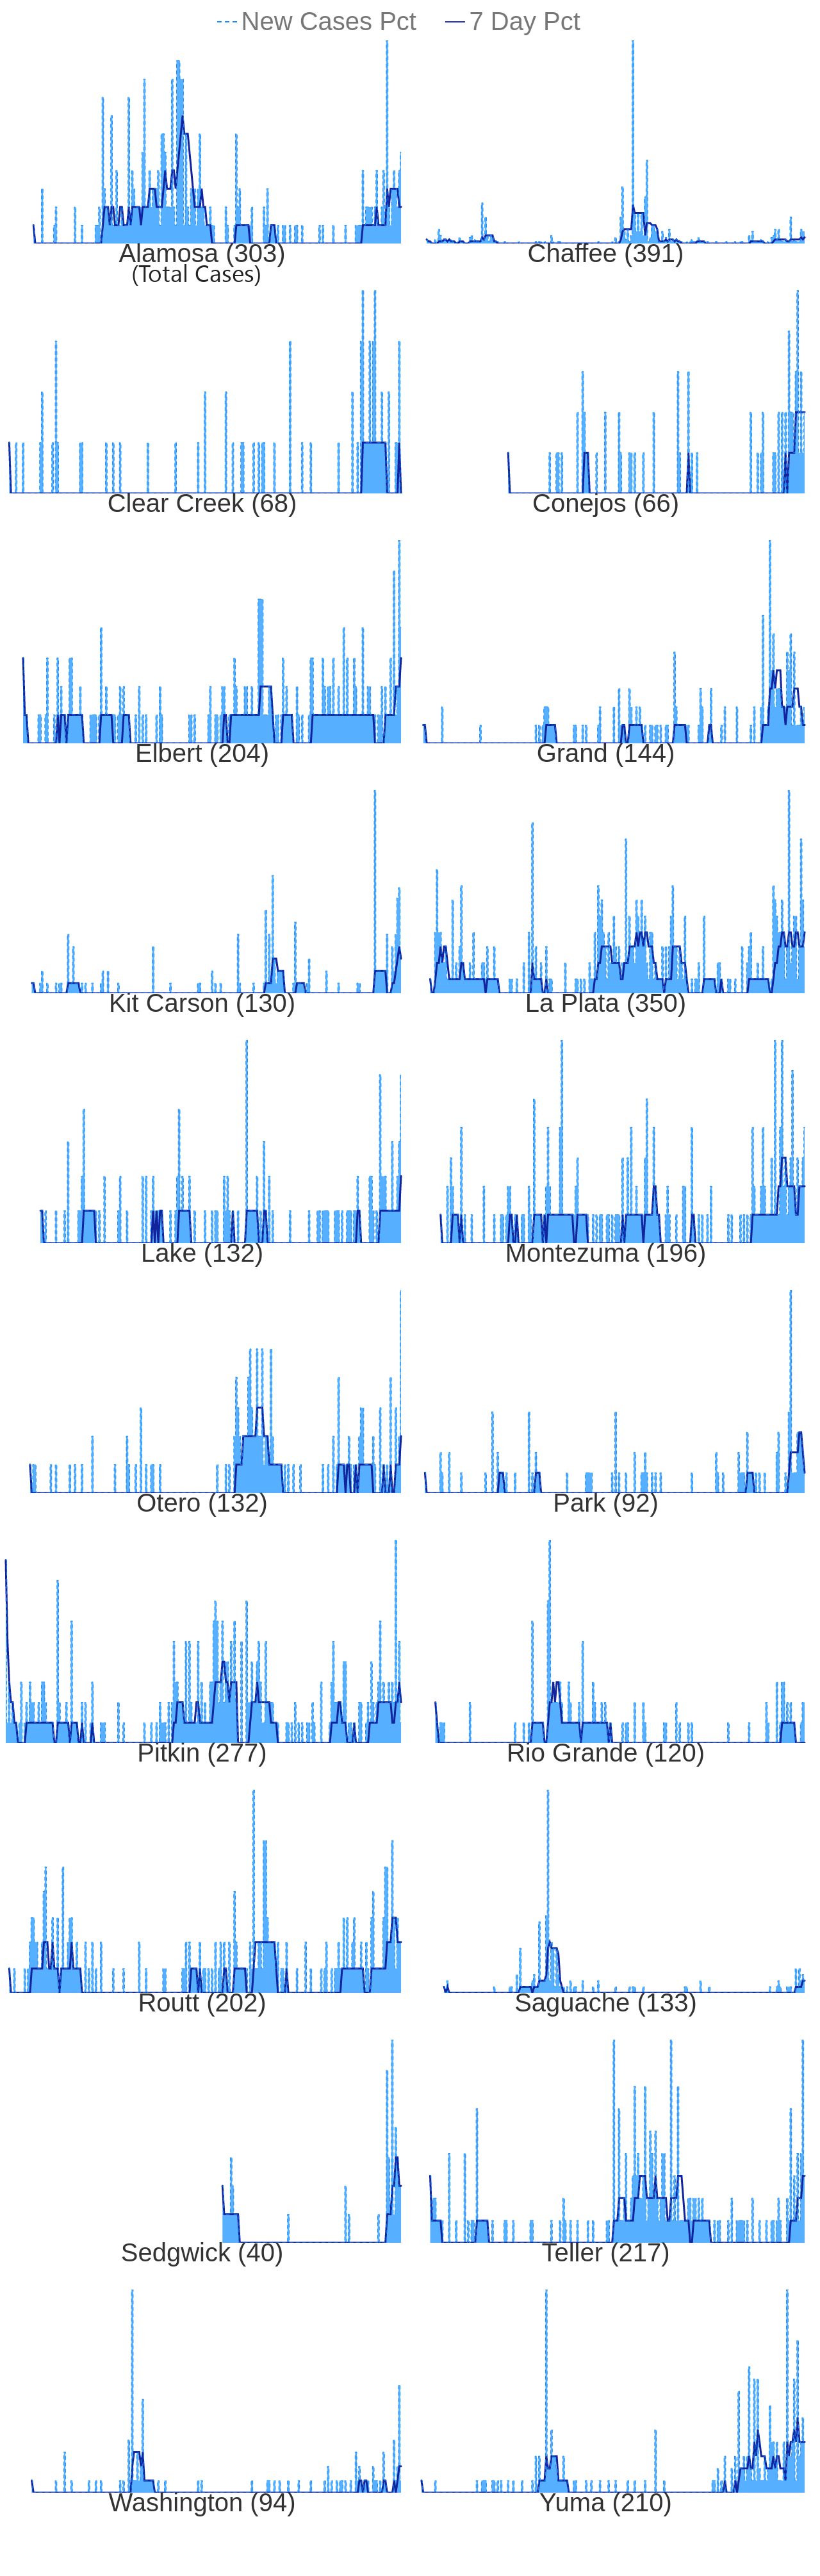 New Cases Pct 7 Day Pct
Alamosa (303) Chaffee (391)
(Total Cases)
Clear Creek (68) Conejos (66)
Elbert (204) Grand (144)
Kit Carson (130) La Plata (350)
Lake (132) Montezuma (196)
Otero (132) Park (92)
Pitkin (277) Rio Grande (120)
Routt (202) Saguache (133)
Sedgwick (40) Teller (217)
Washington (94) Yuma (210)